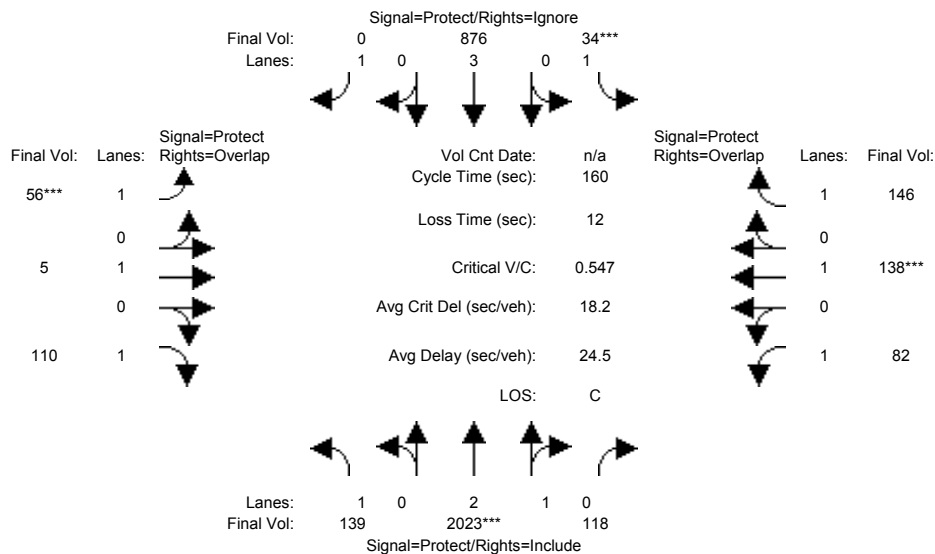 Signal=Protect/Rights=Ignore
Final Vol: 0 876 34***
Lanes: 1 0 3 0 1
Signal=Protect
Final Vol: Lanes: Rights=Overlap
Vol Cnt Date: n/a
Signal=Protect
Rights=Overlap Lanes: Final Vol:
Cycle Time (sec): 160
56*** 1
1 146
Loss Time (sec): 12
0
0
5 1
Critical V/C: 0.547
1 138***
0
Avg Crit Del (sec/veh): 18.2
0
110 1
Avg Delay (sec/veh): 24.5
1 82
LOS: C
Lanes: 1 0 2 1 0
Final Vol: 139 2023*** 118
Signal=Protect/Rights=Include